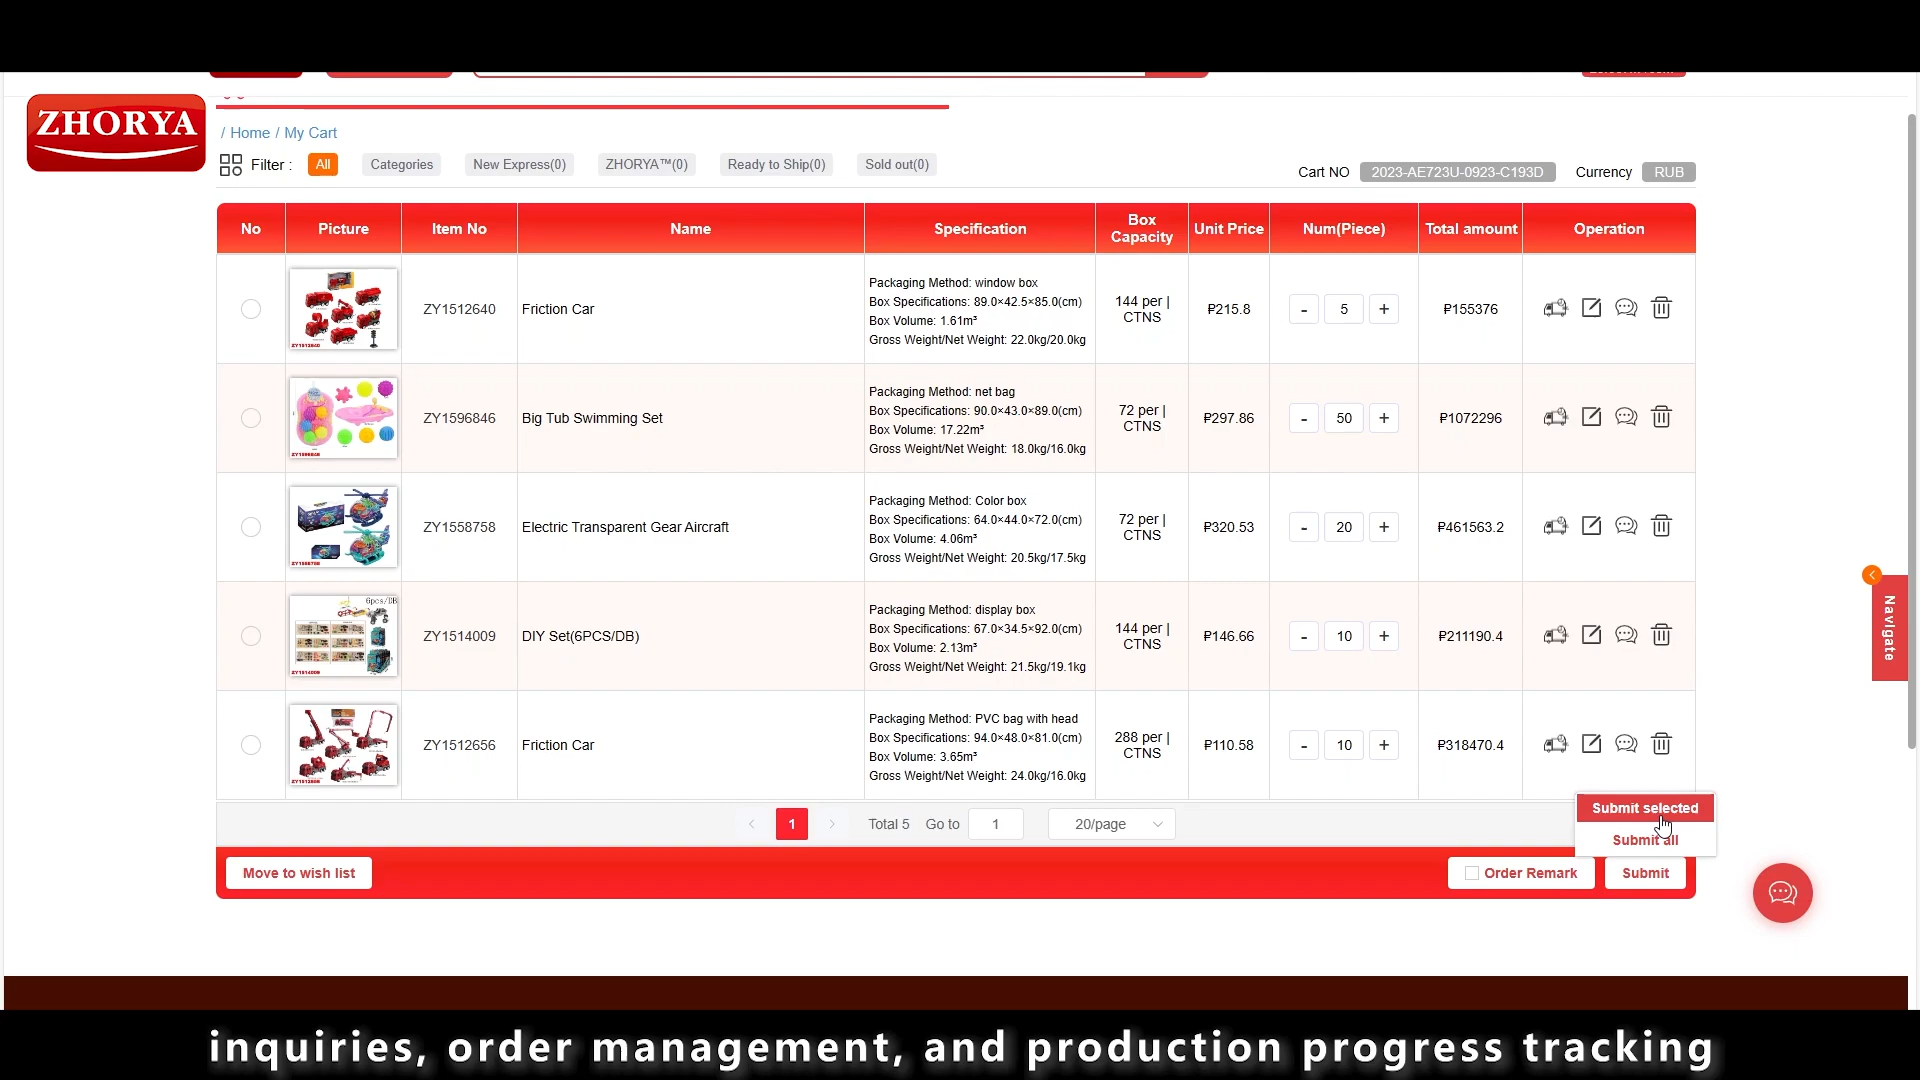 ZHORYA
/ Home / My Cart
Filter : All Categories New Express(0) ZHORYA™(0) Ready to Ship(0) Sold out(0)
Cart NO 2023-AE723U-0923-C193D Currency RUB
No Picture Item No Name Specification Box Capacity Unit Price Num(Piece) Total amount Operation
ZY1512640 Friction Car
Packaging Method: window box
Box Specifications: 89.0×42.5×85.0(cm)
Box Volume: 1.61m³
Gross Weight/Net Weight: 22.0kg/20.0kg
144 per |
CTNS
₽215.8 - 5 + ₽155376
ZY1512640
ZY1596846 Big Tub Swimming Set
Packaging Method: net bag
Box Specifications: 90.0×43.0×89.0(cm)
Box Volume: 17.22m³
Gross Weight/Net Weight: 18.0kg/16.0kg
72 per |
CTNS
₽297.86 - 50 + ₽1072296
ZY1596846
ZY1558758 Electric Transparent Gear Aircraft
Packaging Method: Color box
Box Specifications: 64.0×44.0×72.0(cm)
Box Volume: 4.06m³
Gross Weight/Net Weight: 20.5kg/17.5kg
72 per |
CTNS
₽320.53 - 20 + ₽461563.2
ZY1558758
6pcs/DB
ZY1514009 DIY Set(6PCS/DB)
Packaging Method: display box
Box Specifications: 67.0×34.5×92.0(cm)
Box Volume: 2.13m³
Gross Weight/Net Weight: 21.5kg/19.1kg
144 per |
CTNS
₽146.66 - 10 + ₽211190.4
ZY1514009
ZY1512656 Friction Car
Packaging Method: PVC bag with head
Box Specifications: 94.0×48.0×81.0(cm)
Box Volume: 3.65m³
Gross Weight/Net Weight: 24.0kg/16.0kg
288 per |
CTNS
₽110.58 - 10 + ₽318470.4
ZY1512656
Navigate
< 1 > Total 5 Go to 1 20/page
Submit selected
Submit all
Move to wish list Order Remark Submit
inquiries, order management, and production progress tracking